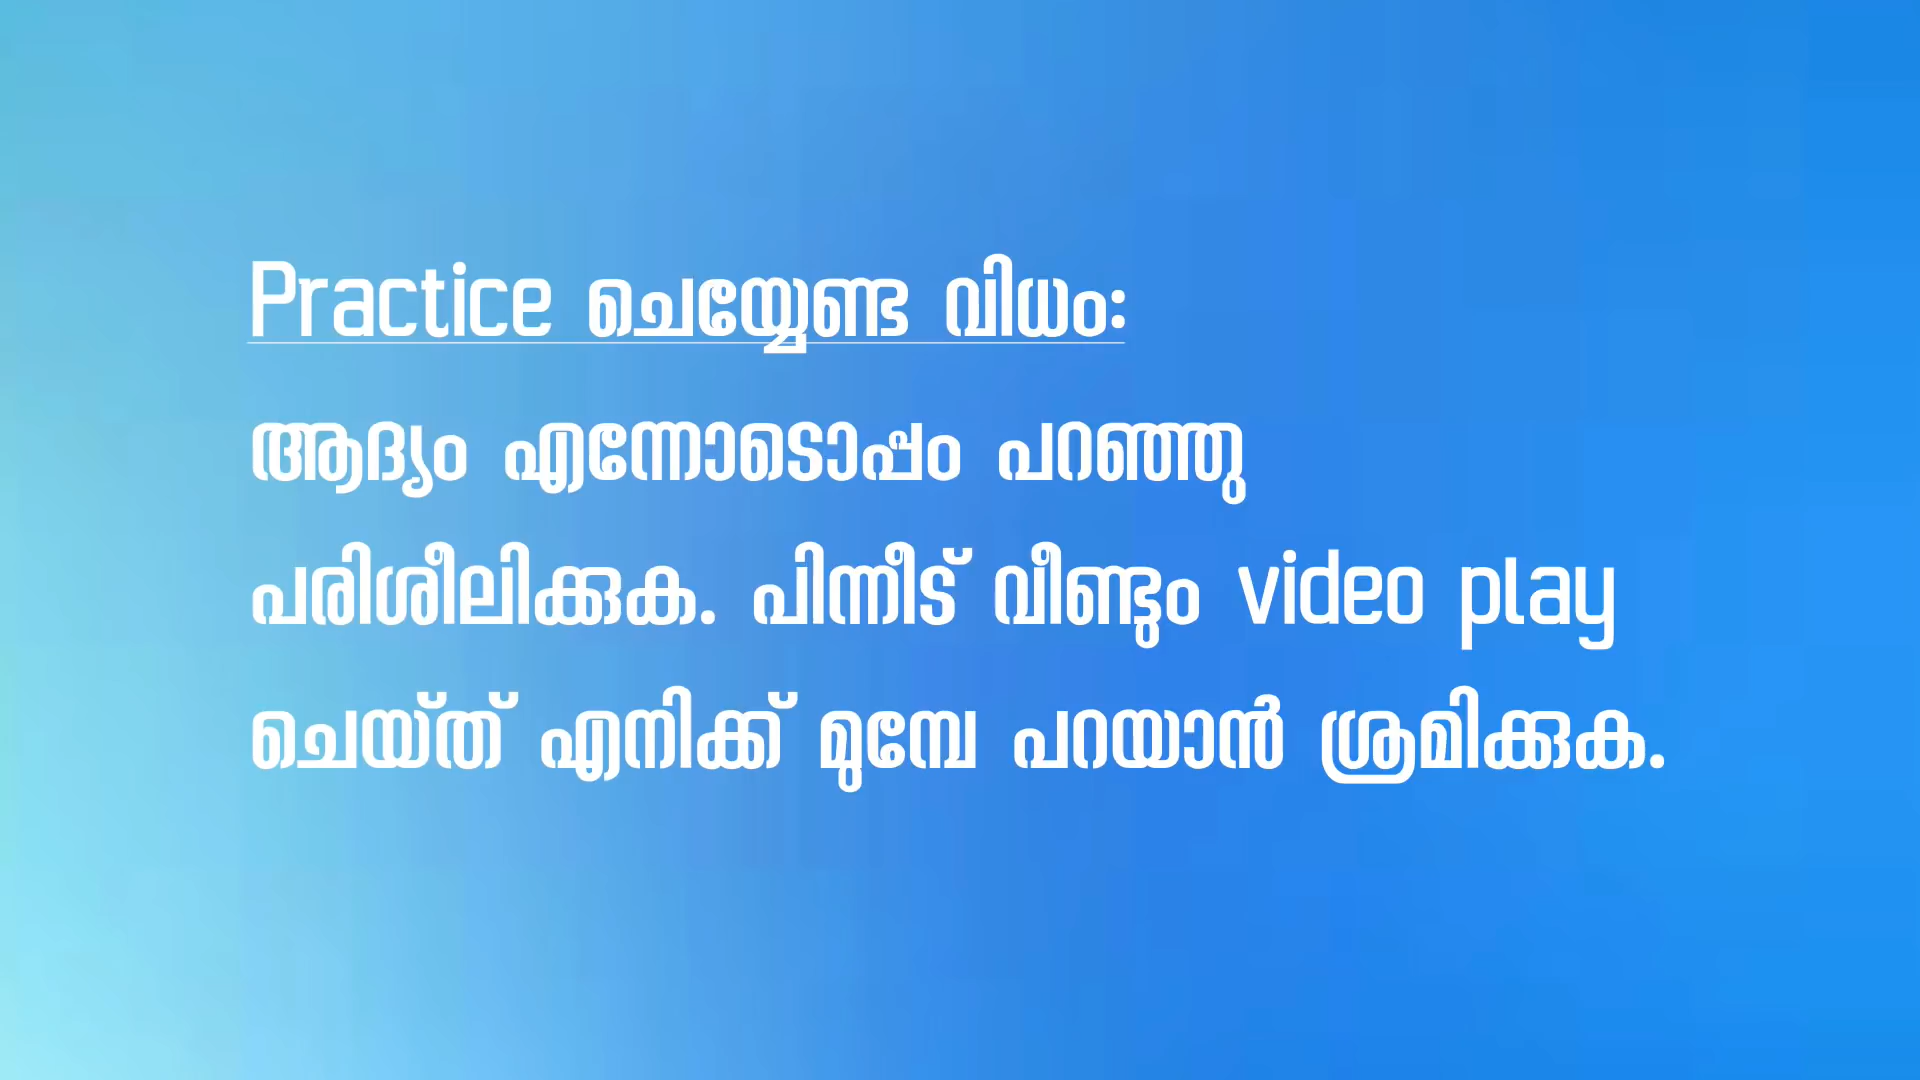 Practice ചെയ്യേണ്ട വിധം:
ആദ്യം എന്നോടൊപ്പം പറഞ്ഞു
പരിശീലിക്കുക. പിന്നീട് വീണ്ടും video play
ചെയ്ത് എനിക്ക് മുമ്പേ പറയാൻ ശ്രമിക്കുക.